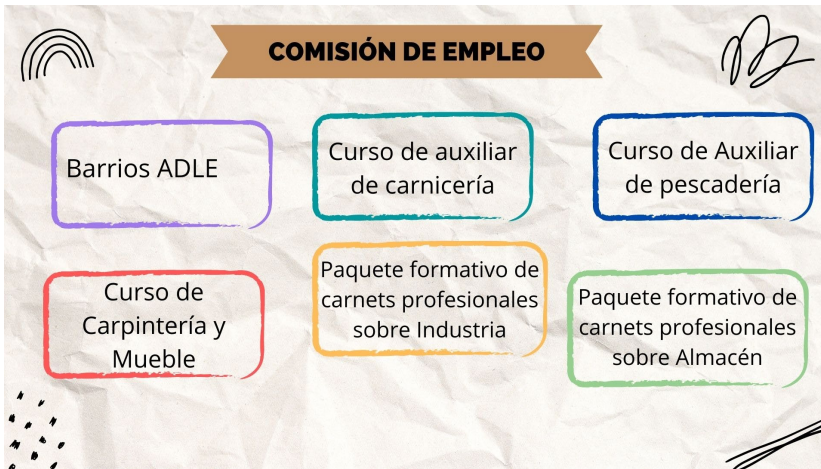 COMISIÓN DE EMPLEO
Barrios ADLE
Curso de auxiliar
de carnicería
Curso de Auxiliar
de pescadería
Curso de
Carpintería y
Mueble
Paquete formativo de
carnets profesionales
sobre Industria
Paquete formativo de
carnets profesionales
sobre Almacén